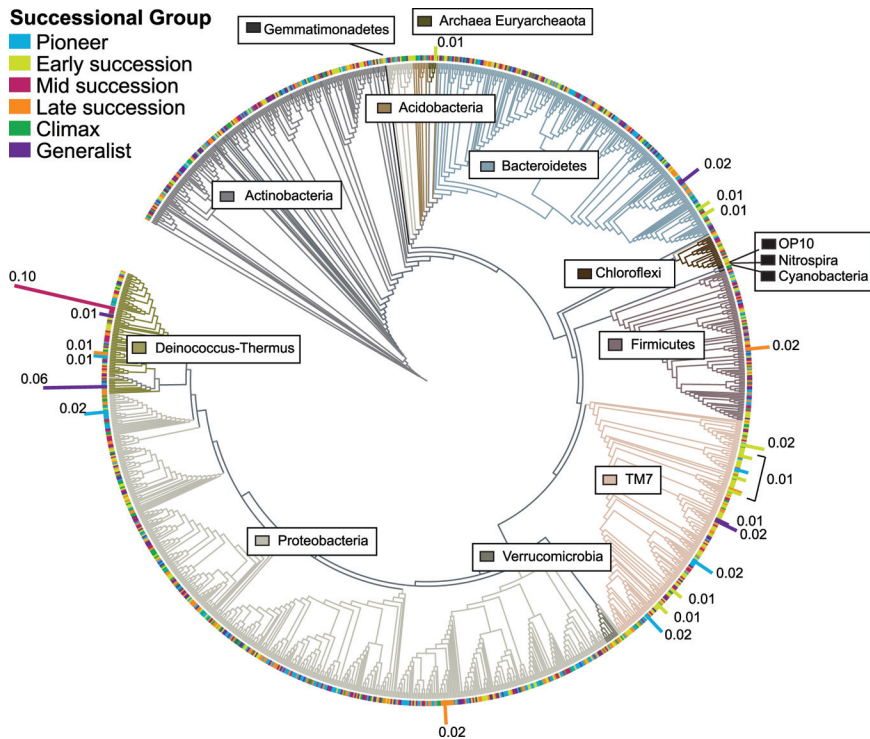 Successional Group
Pioneer
Early succession
Mid succession
Late succession
Climax
Generalist
Gemmatimonadetes
Archaea Euryarcheaota
0.01
Acidobacteria
Bacteroidetes
Actinobacteria
0.02
0.01
0.01
OP10
Nitrospira
Cyanobacteria
Chloroflexi
0.10
0.01
Deinococcus-Thermus
0.01
0.01
Firmicutes
0.02
0.06
0.02
0.02
0.01
TM7
0.01
0.02
Proteobacteria
Verrucomicrobia
0.02
0.01
0.01
0.02
0.02